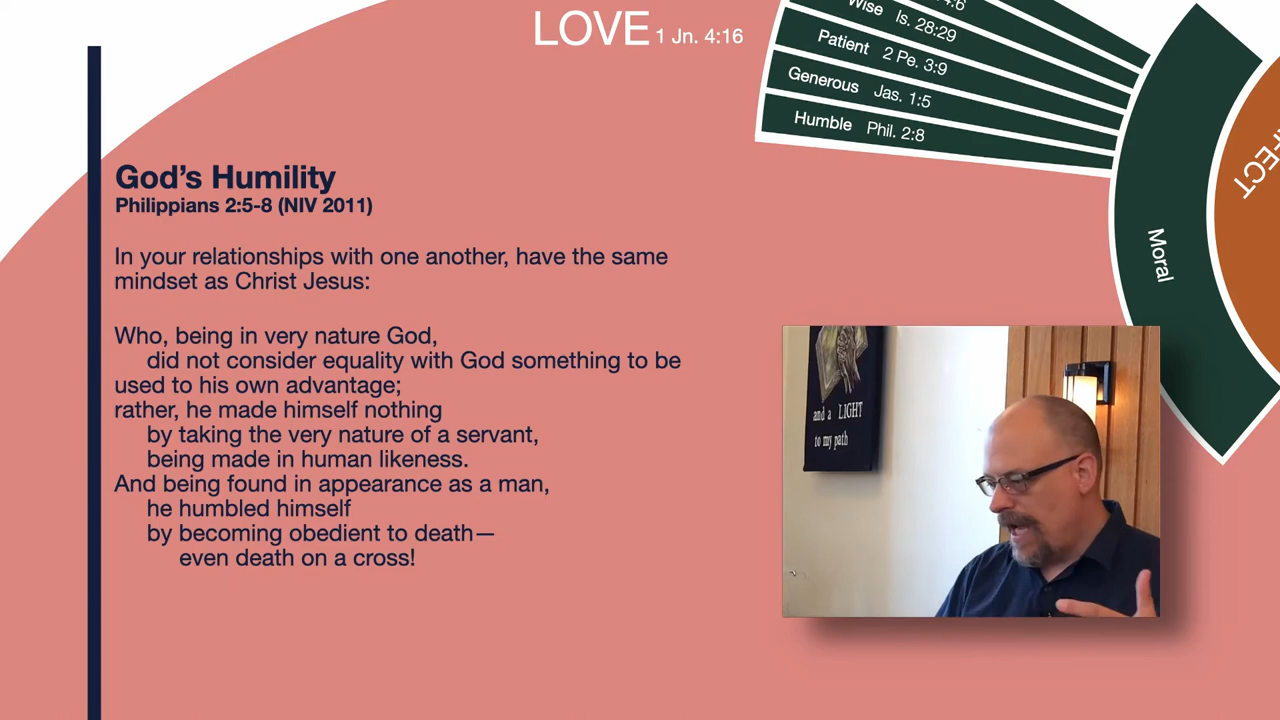 LOVE 1 Jn. 4:16
4:6
Wise Is. 28:29
Patient 2 Pe. 3:9
Generous Jas. 1:5
Humble Phil. 2:8
Moral
God’s Humility
Philippians 2:5-8 (NIV 2011)
In your relationships with one another, have the same
mindset as Christ Jesus:
Who, being in very nature God,
did not consider equality with God something to be
used to his own advantage;
rather, he made himself nothing
by taking the very nature of a servant,
being made in human likeness.
And being found in appearance as a man,
he humbled himself
by becoming obedient to death—
even death on a cross!
and a LIGHT
to my path